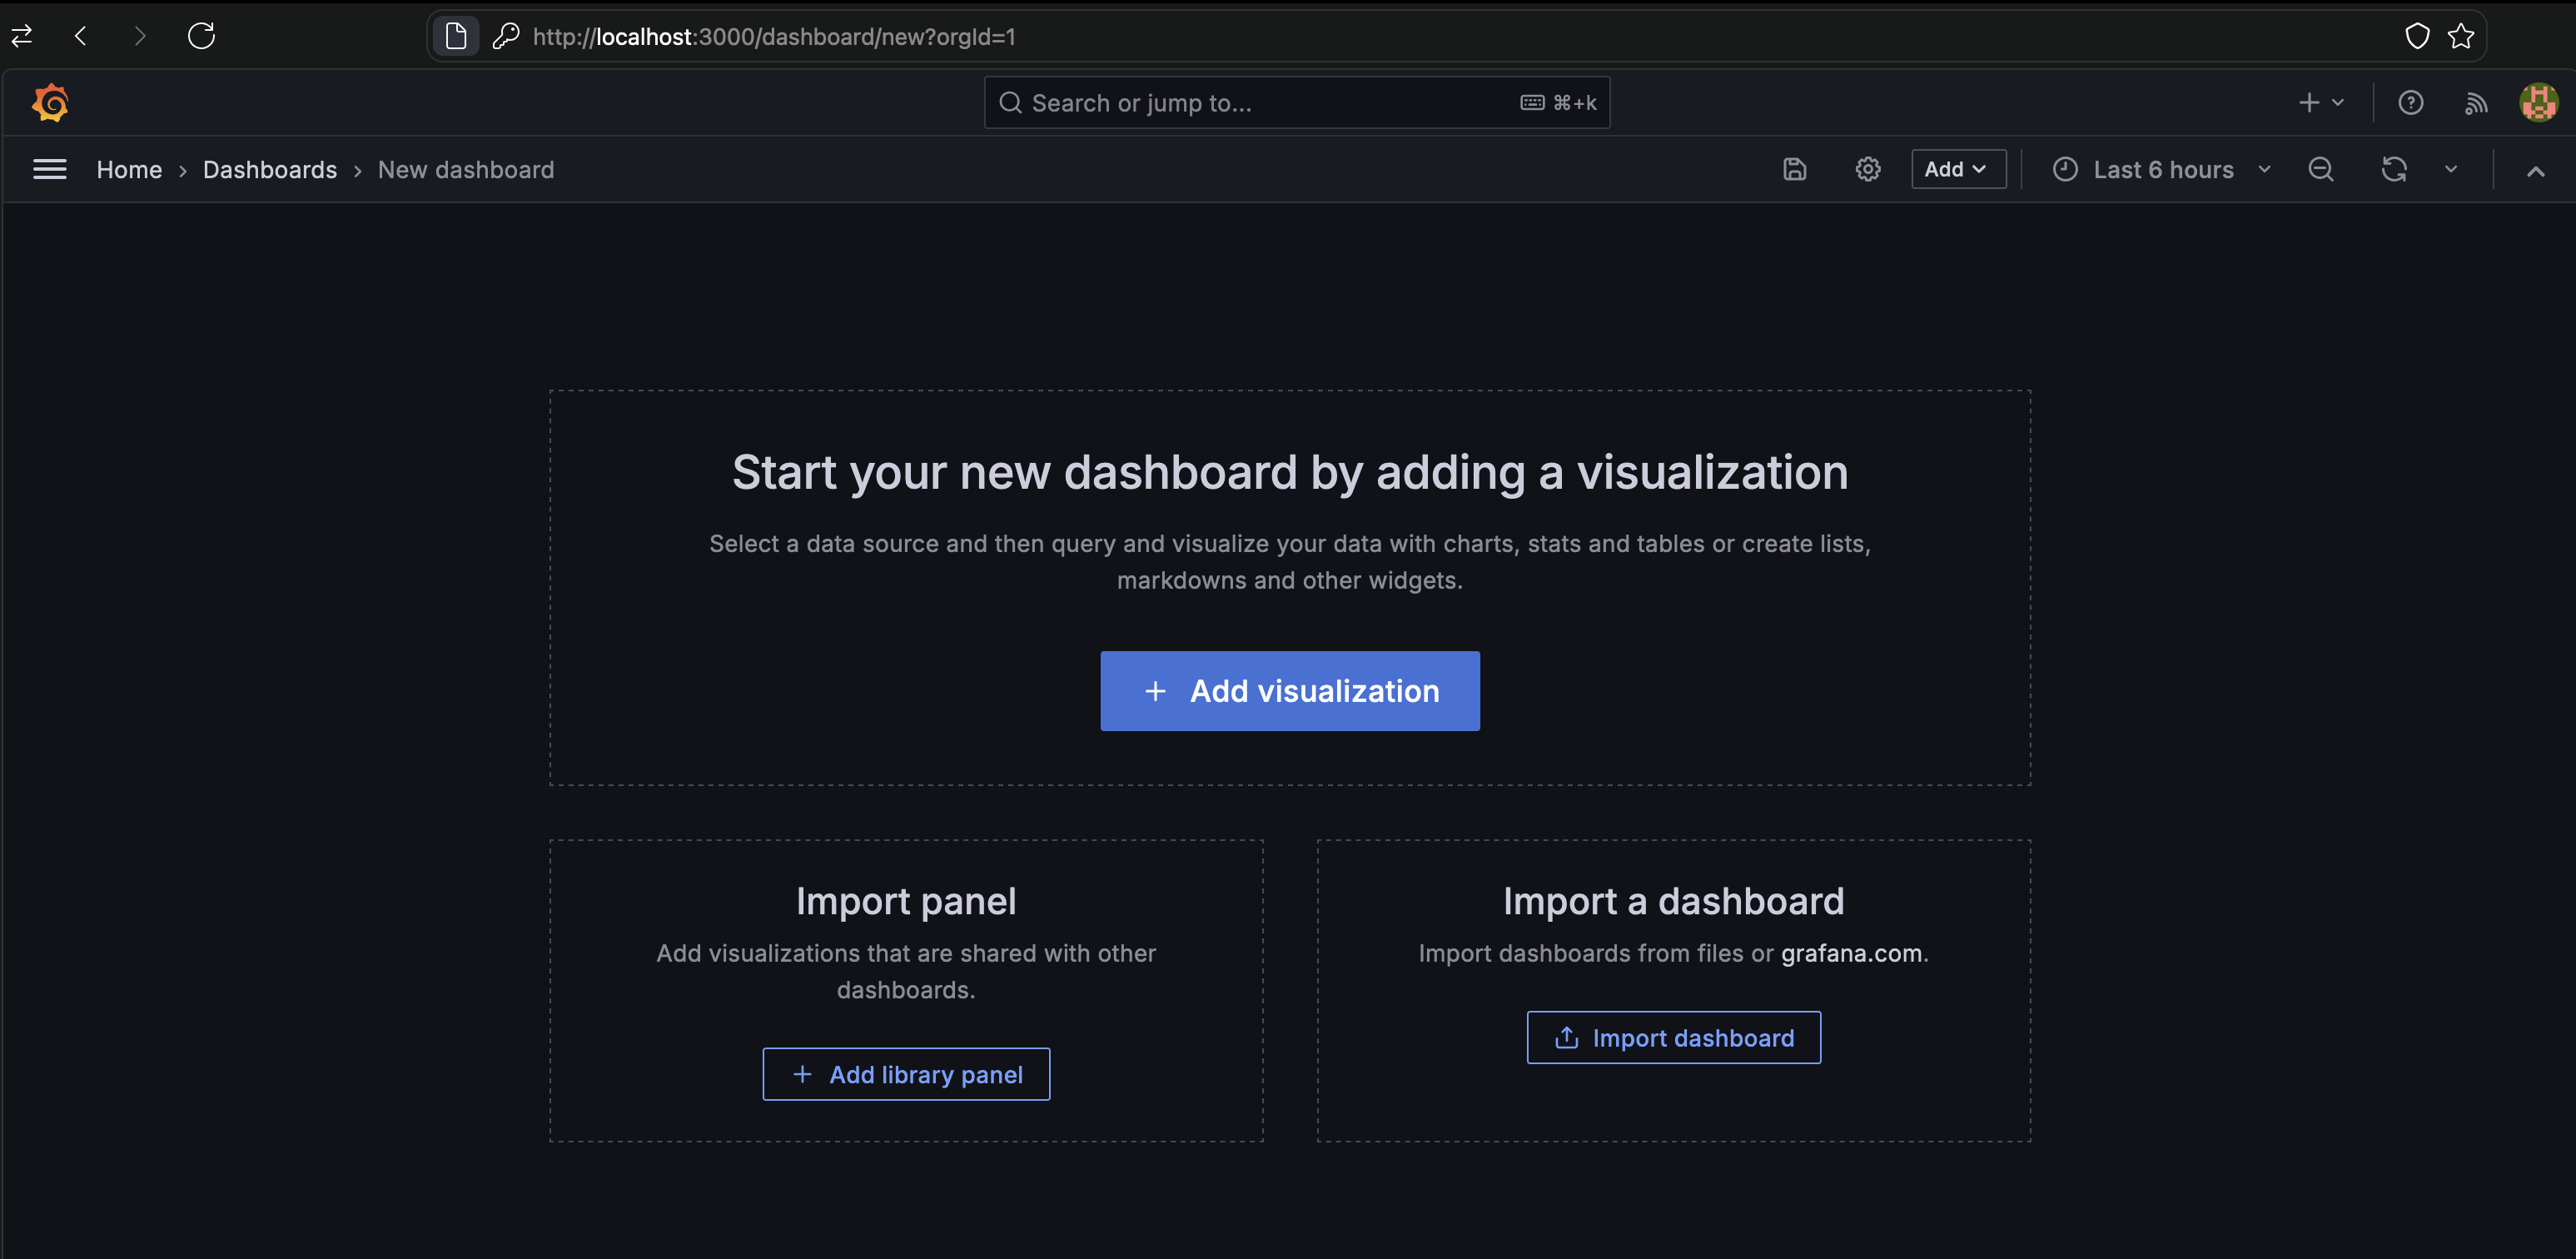 http://localhost:3000/dashboard/new?orgId=1
Search or jump to... ⌘+k
Home › Dashboards › New dashboard
Add
Last 6 hours
Start your new dashboard by adding a visualization
Select a data source and then query and visualize your data with charts, stats and tables or create lists,
markdowns and other widgets.
+ Add visualization
Import panel
Add visualizations that are shared with other
dashboards.
+ Add library panel
Import a dashboard
Import dashboards from files or grafana.com.
Import dashboard